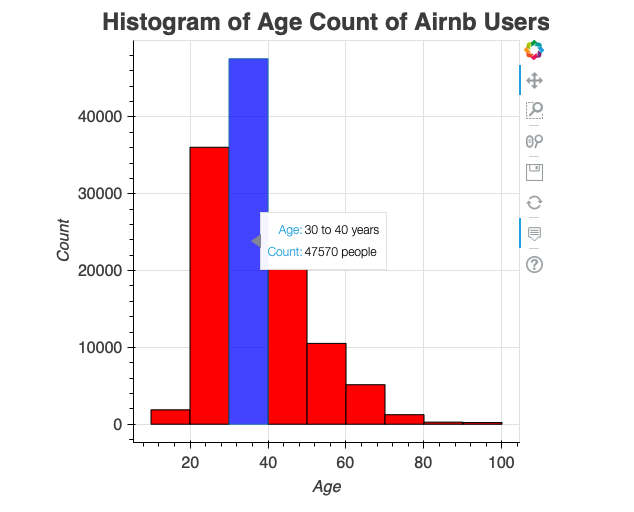 Histogram of Age Count of Airnb Users
40000
30000
20000
10000
0
Count
Age: 30 to 40 years
Count: 47570 people
20 40 60 80 100
Age